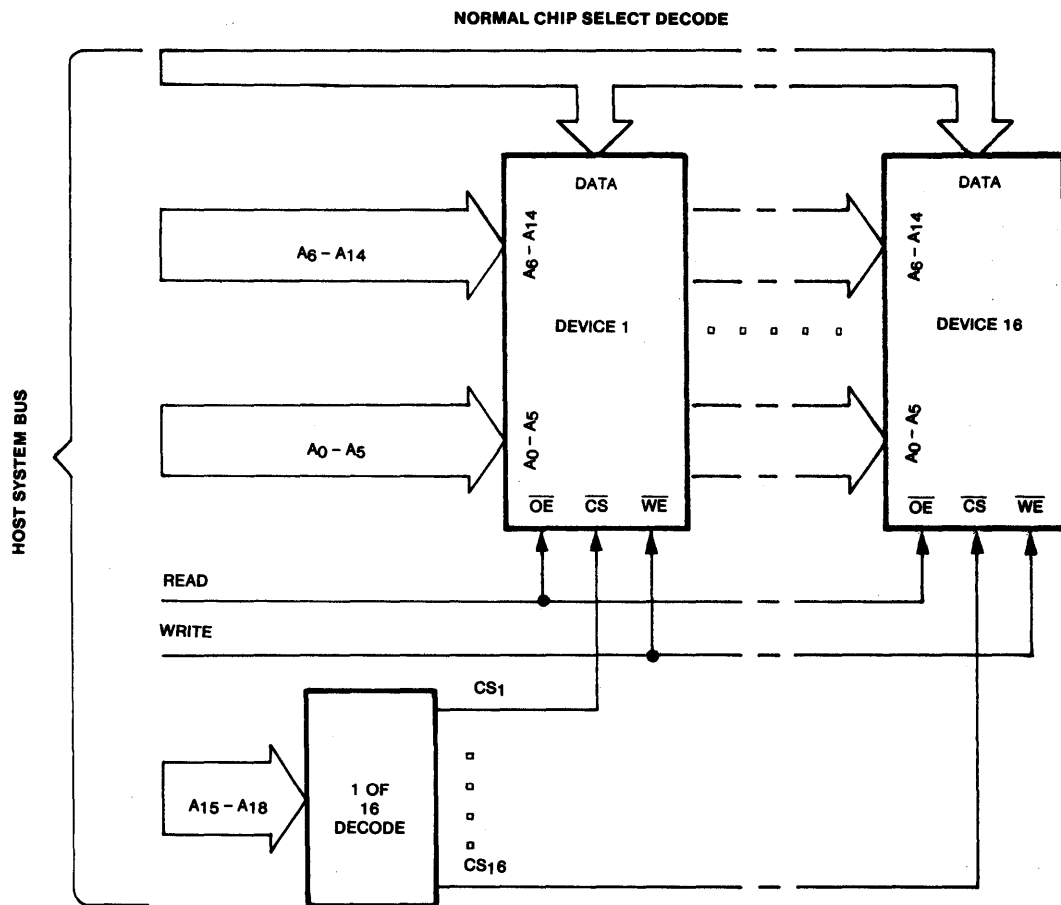 NORMAL CHIP SELECT DECODE
HOST SYSTEM BUS
DATA
DATA
A6 – A14
A6 – A14
A6 – A14
DEVICE 1
DEVICE 16
A0 – A5
A0 – A5
A0 – A5
OE CS WE
OE CS WE
READ
WRITE
CS1
A15 – A18
1 OF
16
DECODE
CS16